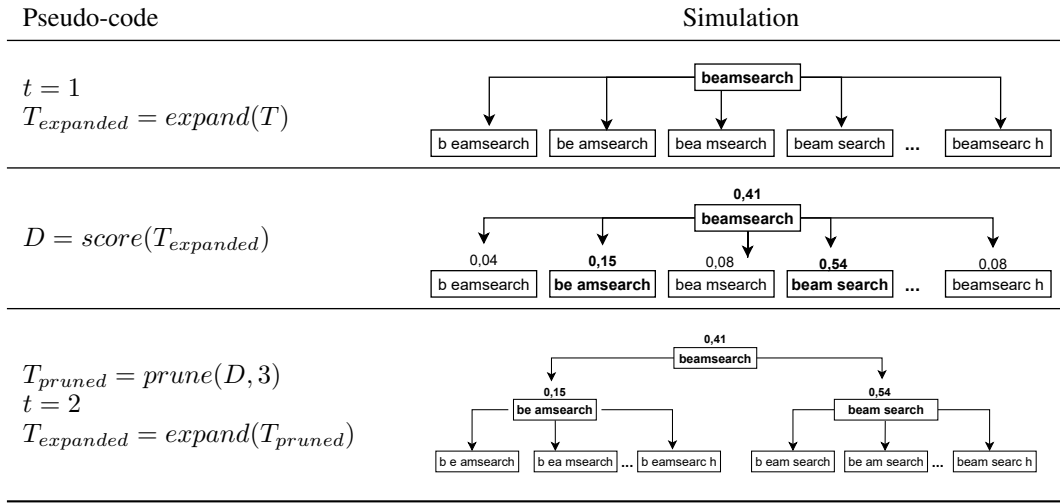 Pseudo-code Simulation
t = 1
T_expanded = expand(T)
beamsearch
b eamsearch be amsearch bea msearch beam search ... beamsearc h
D = score(T_expanded)
0,41
beamsearch
0,04 0,15 0,08 0,54 0,08
b eamsearch be amsearch bea msearch beam search ... beamsearc h
T_pruned = prune(D, 3)
t = 2
T_expanded = expand(T_pruned)
0,41
beamsearch
0,15 0,54
be amsearch beam search
b e amsearch b ea msearch ... b eamsearc h b eam search be am search ... beam searc h